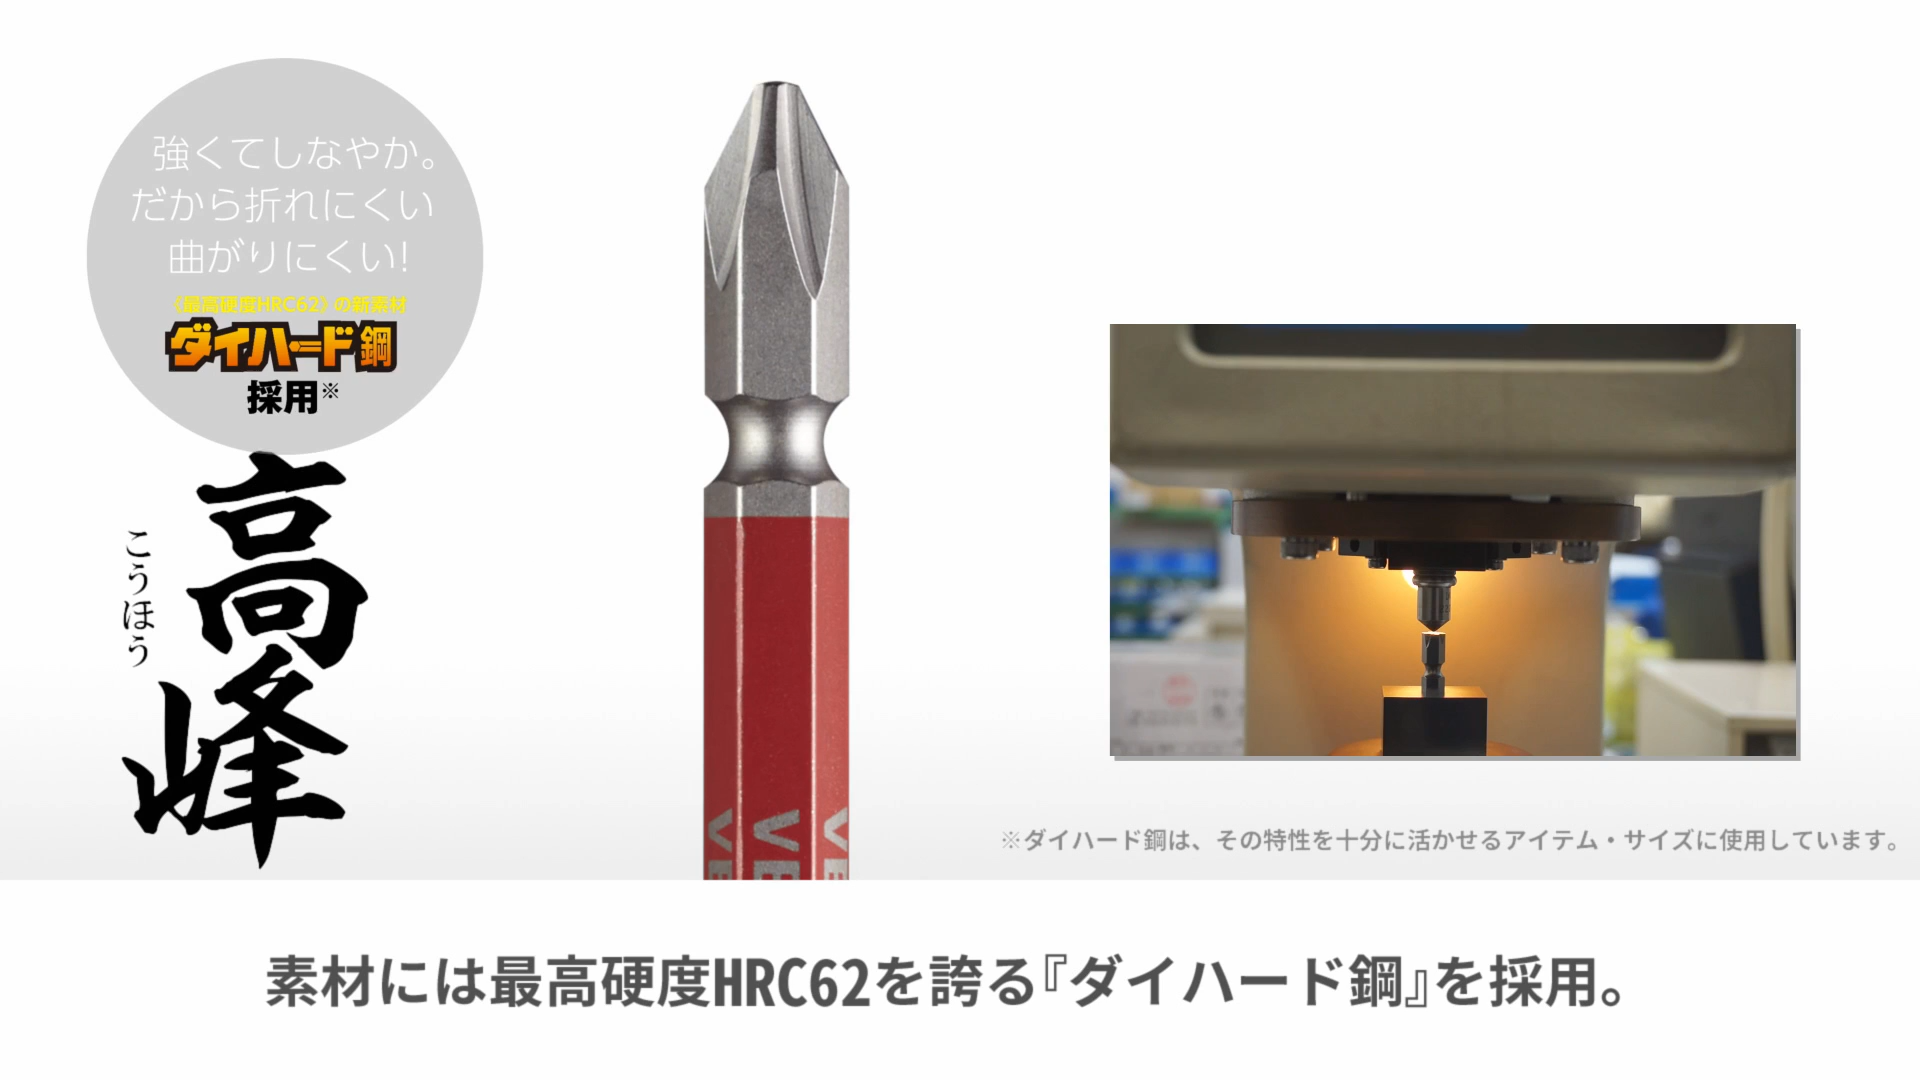 強くてしなやか。
だから折れにくい
曲がりにくい!
〈最高硬度HRC62〉の新素材
ダイハード鋼
採用※
高峰
こうほう
※ダイハード鋼は、その特性を十分に活かせるアイテム・サイズに使用しています。
素材には最高硬度HRC62を誇る『ダイハード鋼』を採用。